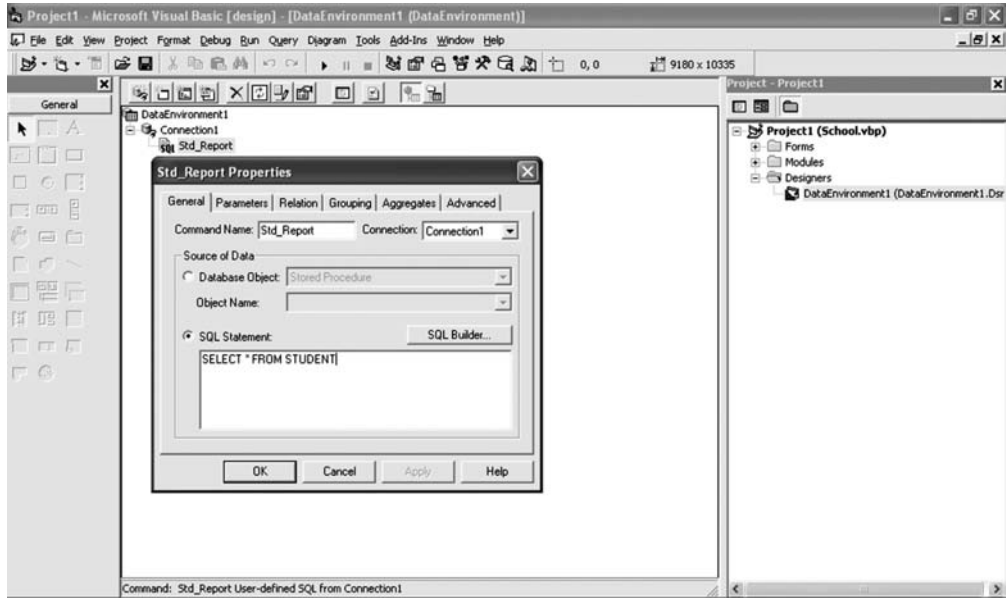 Project1 - Microsoft Visual Basic [design] - [DataEnvironment1 (DataEnvironment)]
File Edit View Project Format Debug Run Query Diagram Tools Add-Ins Window Help
0, 0 9180 x 10335
General
DataEnvironment1
Connection1
SQL Std_Report
Std_Report Properties
General Parameters Relation Grouping Aggregates Advanced
Command Name: Std_Report Connection: Connection1
Source of Data
Database Object: Stored Procedure
Object Name:
SQL Statement: SQL Builder...
SELECT * FROM STUDENT
OK Cancel Apply Help
Command: Std_Report User-defined SQL from Connection1
Project - Project1
Project1 (School.vbp)
Forms
Modules
Designers
DataEnvironment1 (DataEnvironment1.Dsr